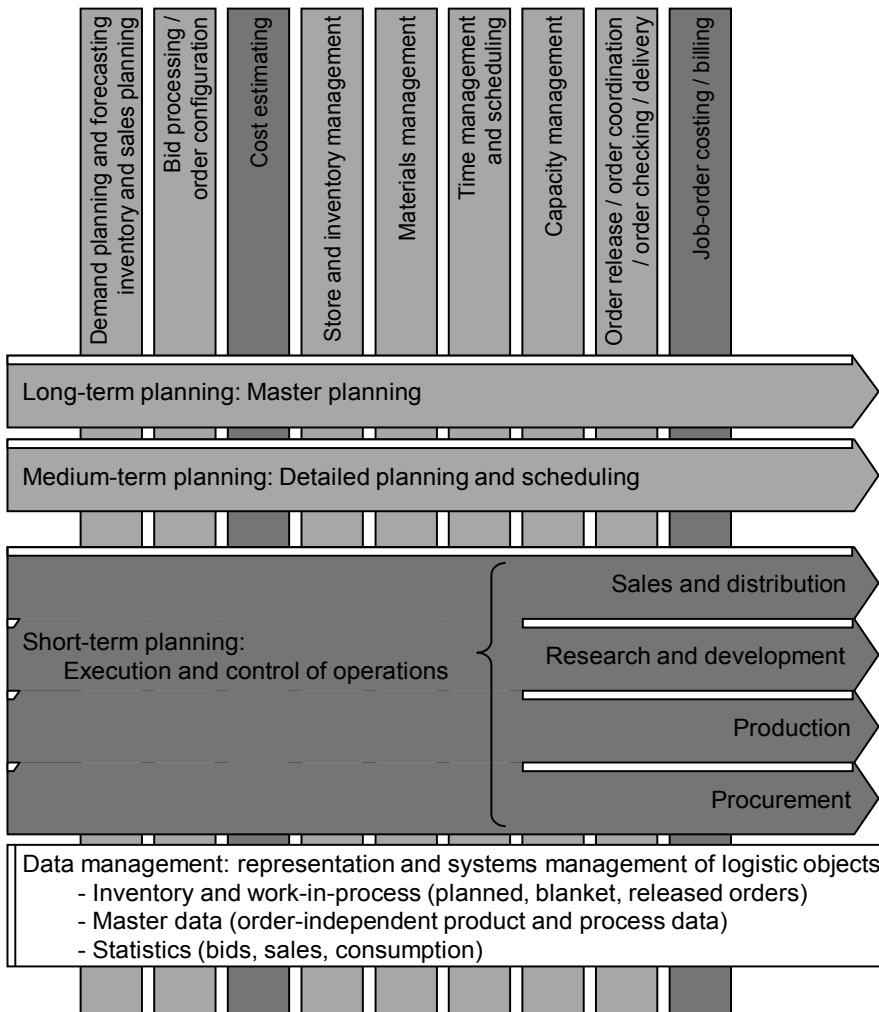 Demand planning and forecasting
inventory and sales planning
Bid processing /
order configuration
Cost estimating
Store and inventory management
Materials management
Time management
and scheduling
Capacity management
Order release / order coordination
/ order checking / delivery
Job-order costing / billing
Long-term planning: Master planning
Medium-term planning: Detailed planning and scheduling
Sales and distribution
Short-term planning:
Execution and control of operations
Research and development
Production
Procurement
Data management: representation and systems management of logistic objects
- Inventory and work-in-process (planned, blanket, released orders)
- Master data (order-independent product and process data)
- Statistics (bids, sales, consumption)